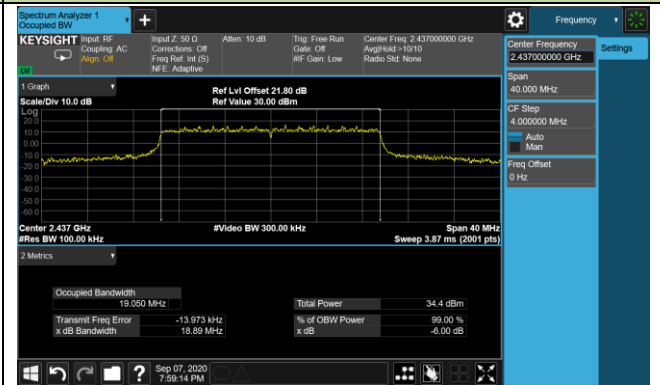 Spectrum Analyzer 1
Occupied BW
Frequency
KEYSIGHT
Input: RF
Coupling: AC
Align: Off
Input Z: 50 Ω
Corrections: Off
Freq Ref: Int (S)
NFE: Adaptive
Atten: 10 dB
Trig: Free Run
Gate: Off
#IF Gain: Low
Center Freq: 2.437000000 GHz
Avg|Hold:>10/10
Radio Std: None
Center Frequency
2.437000000 GHz
Settings
Span
40.000 MHz
CF Step
4.000000 MHz
Auto
Man
Freq Offset
0 Hz
1 Graph
Scale/Div 10.0 dB
Ref Lvl Offset 21.80 dB
Ref Value 30.00 dBm
Log
20.0
10.0
0.00
-10.0
-20.0
-30.0
-40.0
-50.0
-60.0
Center 2.437 GHz
#Res BW 100.00 kHz
#Video BW 300.00 kHz
Span 40 MHz
Sweep 3.87 ms (2001 pts)
2 Metrics
Occupied Bandwidth
19.050 MHz
Total Power 34.4 dBm
Transmit Freq Error -13.973 kHz
% of OBW Power 99.00 %
x dB Bandwidth 18.89 MHz
x dB -6.00 dB
?
Sep 07, 2020
7:59:14 PM